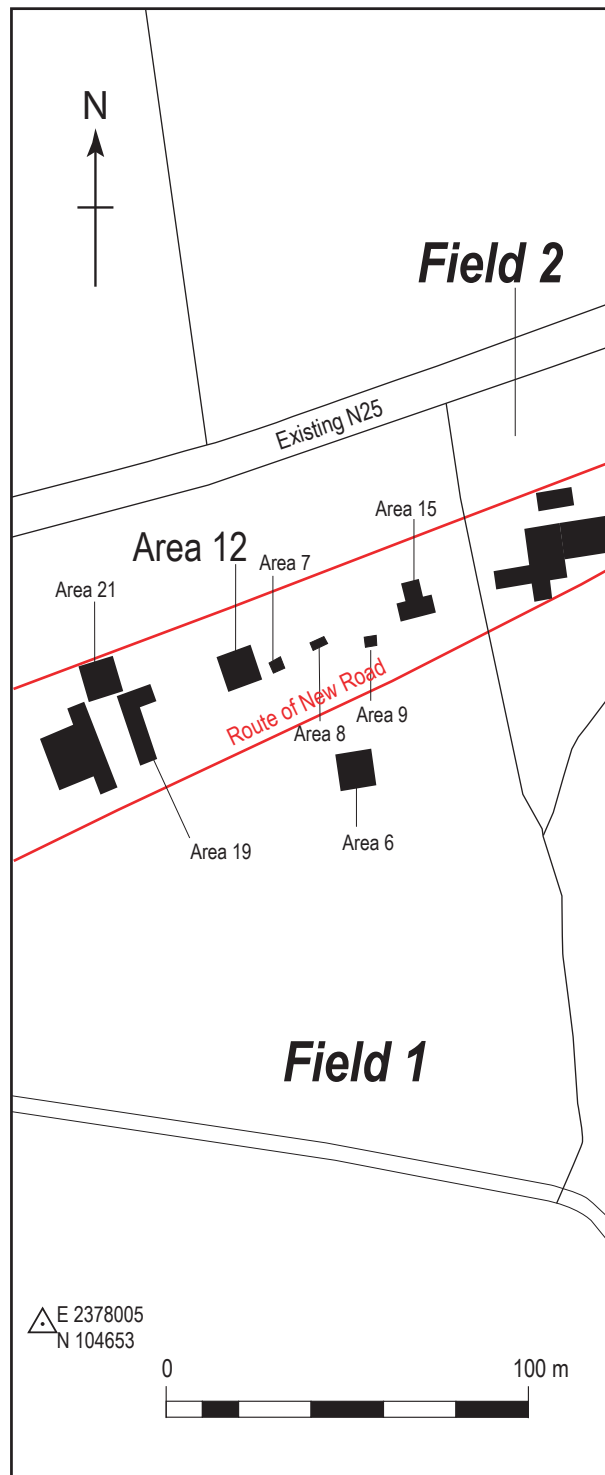 N
Field 2
Existing N25
Area 15
Area 12
Area 7
Area 21
Route of New Road
Area 8
Area 9
Area 19
Area 6
Field 1
E 2378005
N 104653
0
100 m